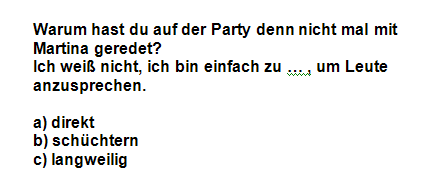 Warum hast du auf der Party denn nicht mal mit
Martina geredet?
Ich weiß nicht, ich bin einfach zu ... , um Leute
anzusprechen.
a) direkt
b) schüchtern
c) langweilig